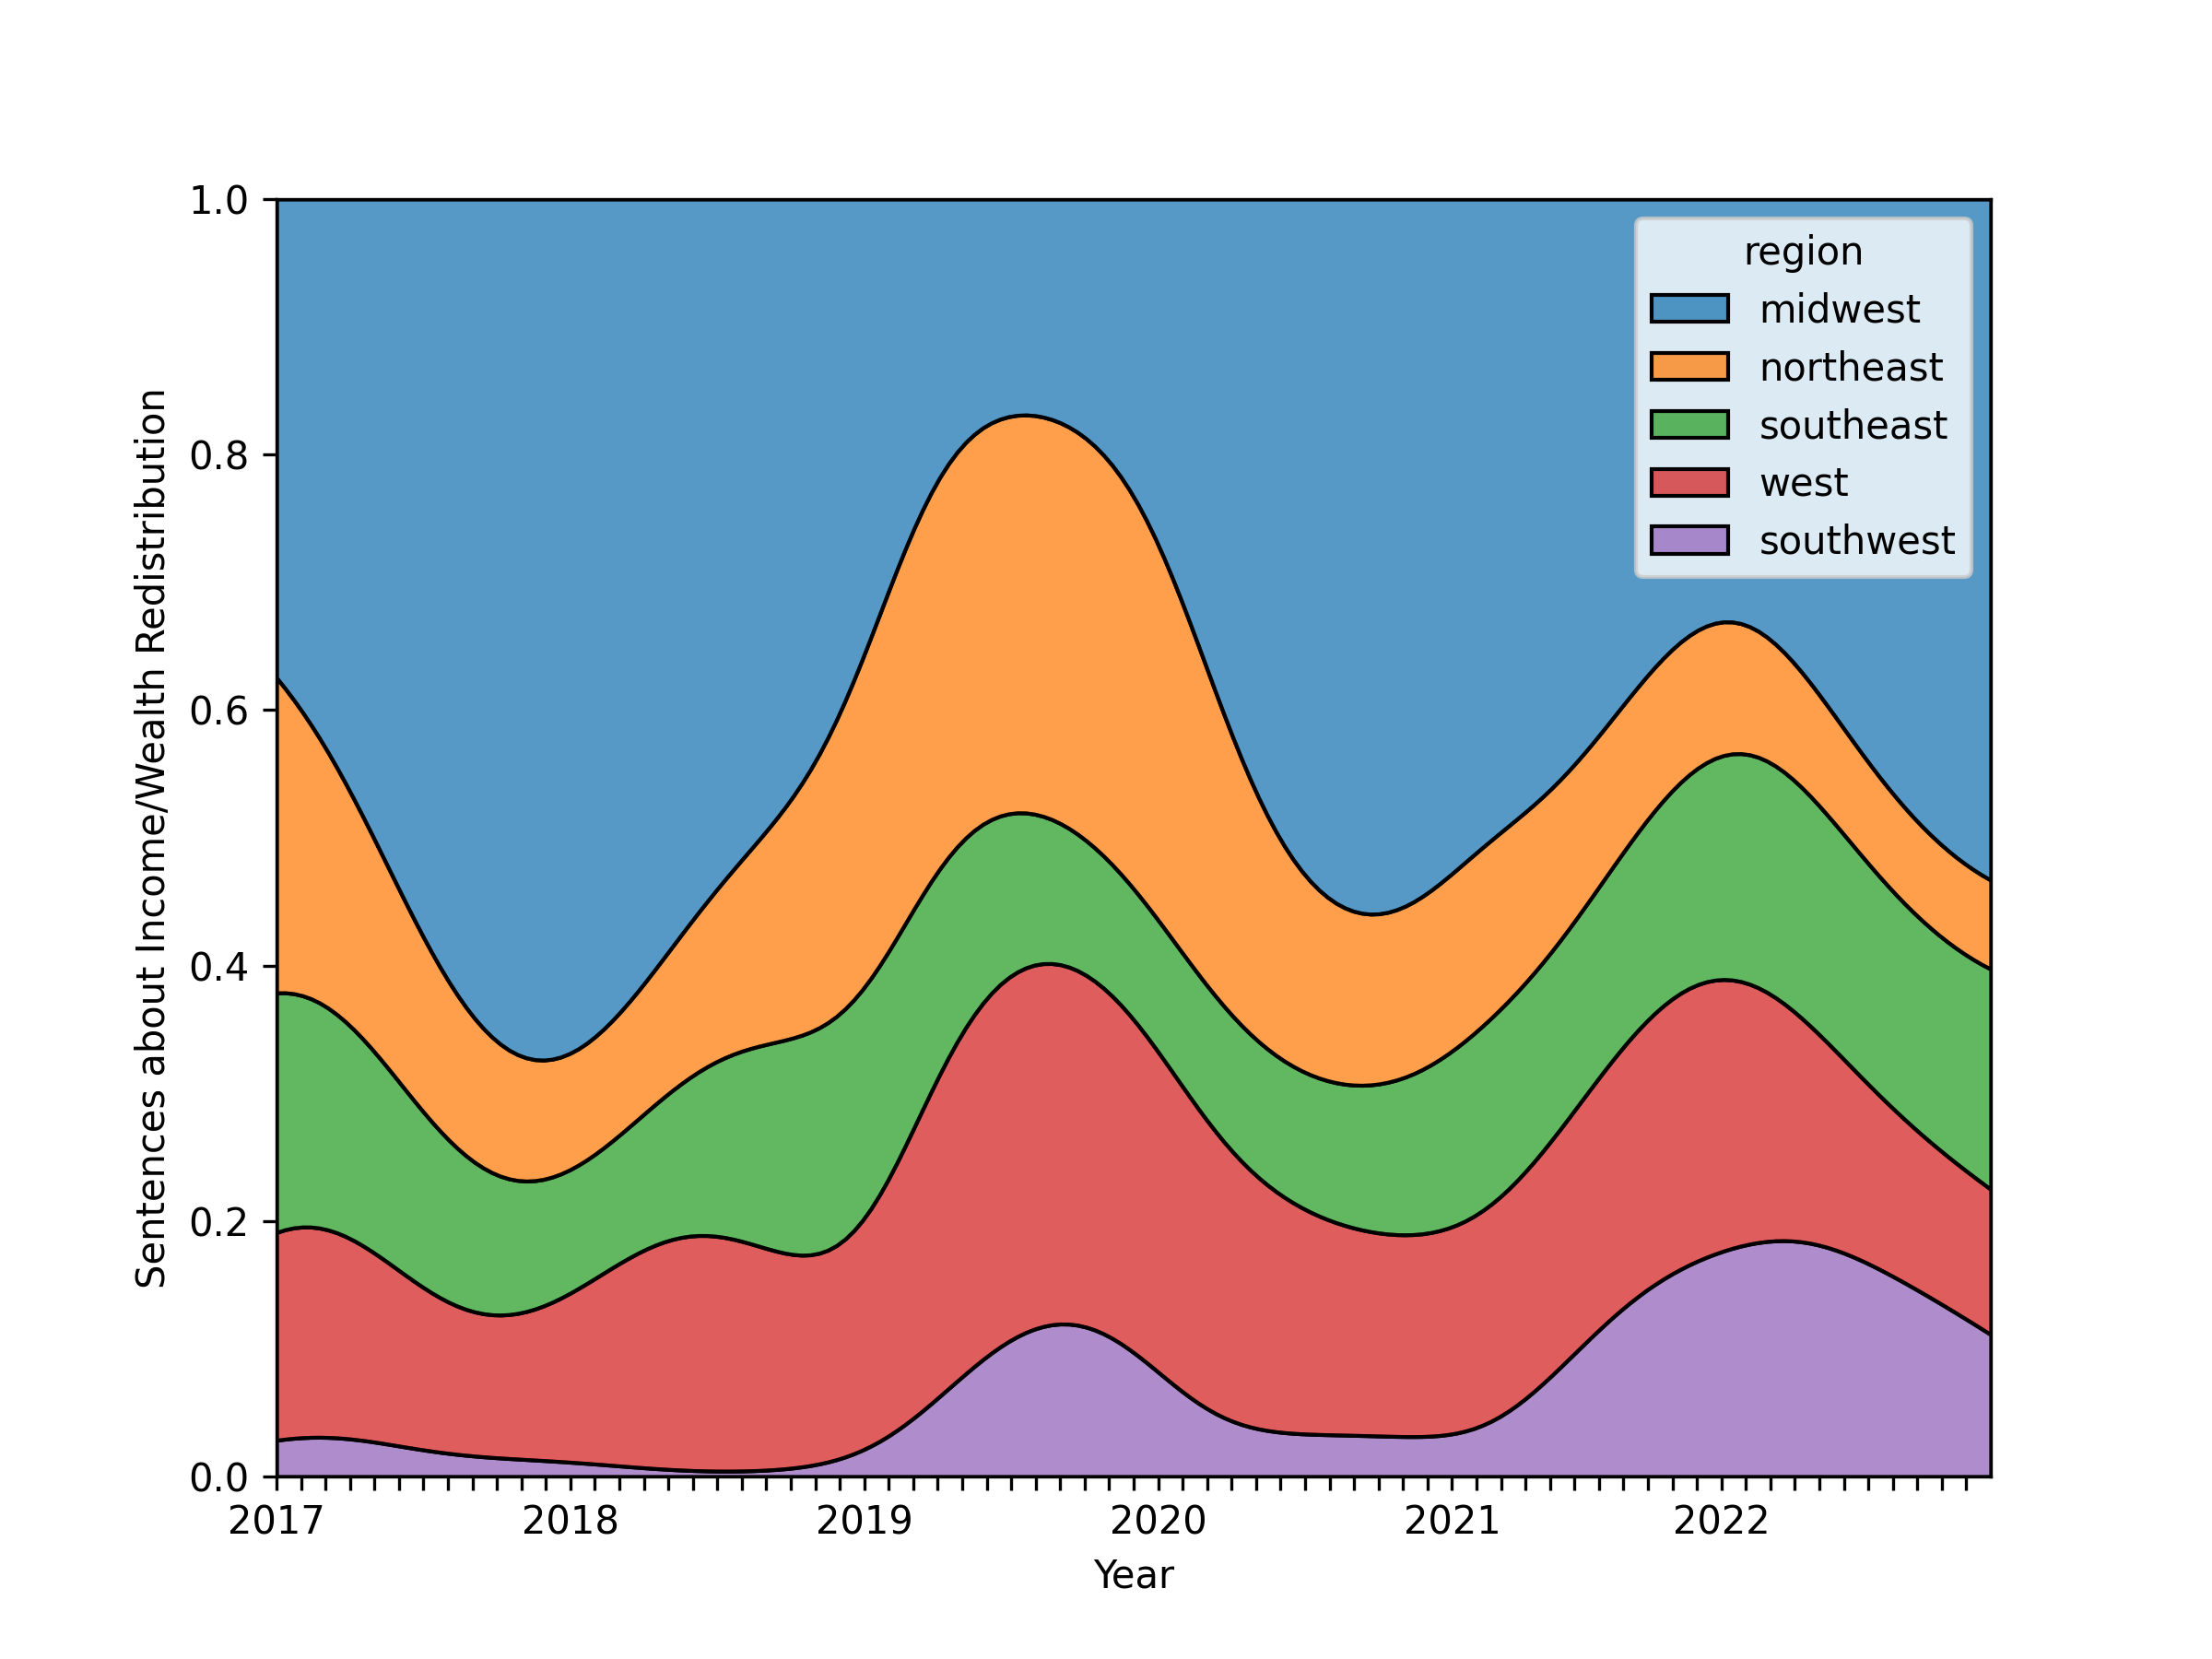 1.0
0.8
0.6
0.4
0.2
0.0
Sentences about Income/Wealth Redistribution
region
midwest
northeast
southeast
west
southwest
2017 2018 2019 2020 2021 2022
Year